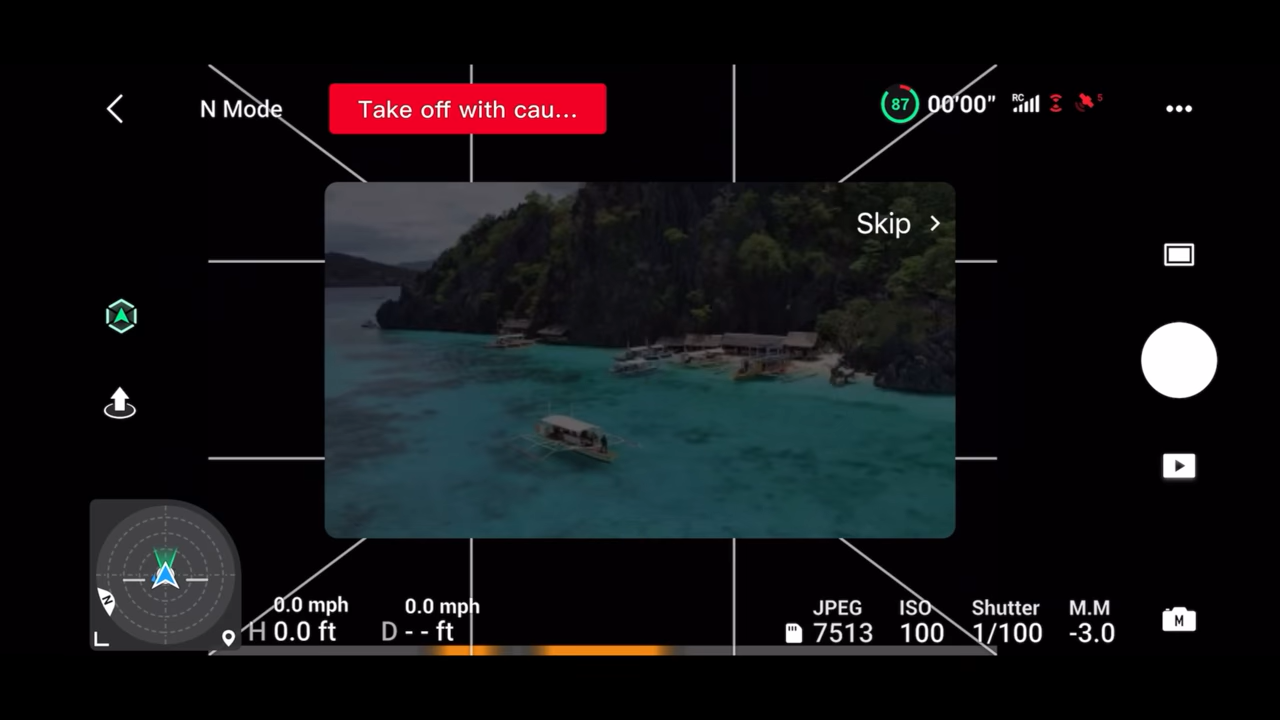 N Mode
Take off with cau...
87
00'00"
RC
5
Skip
N
0.0 mph
0.0 mph
H 0.0 ft
D - - ft
JPEG
7513
ISO
100
Shutter
1/100
M.M
-3.0
M